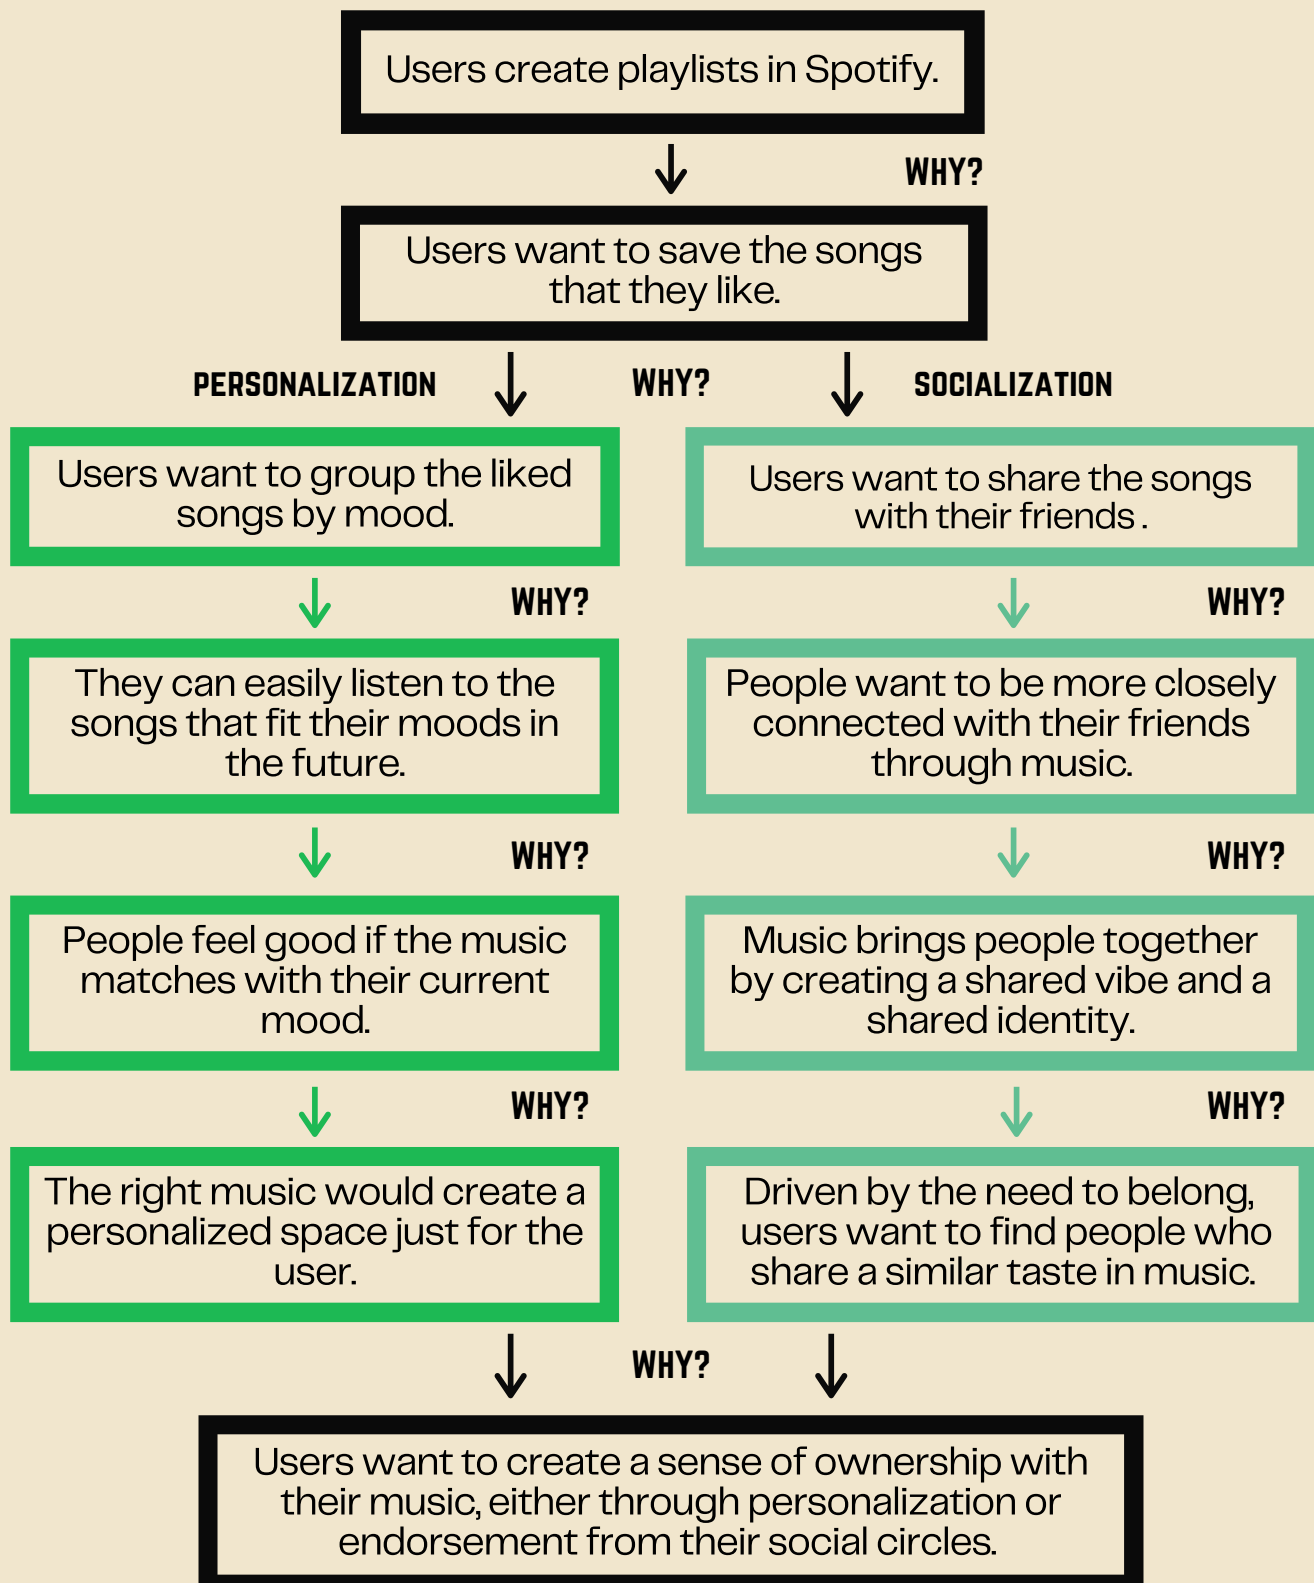 Users create playlists in Spotify.
WHY?
Users want to save the songs
that they like.
PERSONALIZATION
WHY?
SOCIALIZATION
Users want to group the liked
songs by mood.
Users want to share the songs
with their friends .
WHY?
WHY?
They can easily listen to the
songs that fit their moods in
the future.
People want to be more closely
connected with their friends
through music.
WHY?
WHY?
People feel good if the music
matches with their current
mood.
Music brings people together
by creating a shared vibe and a
shared identity.
WHY?
WHY?
The right music would create a
personalized space just for the
user.
Driven by the need to belong,
users want to find people who
share a similar taste in music.
WHY?
Users want to create a sense of ownership with
their music, either through personalization or
endorsement from their social circles.